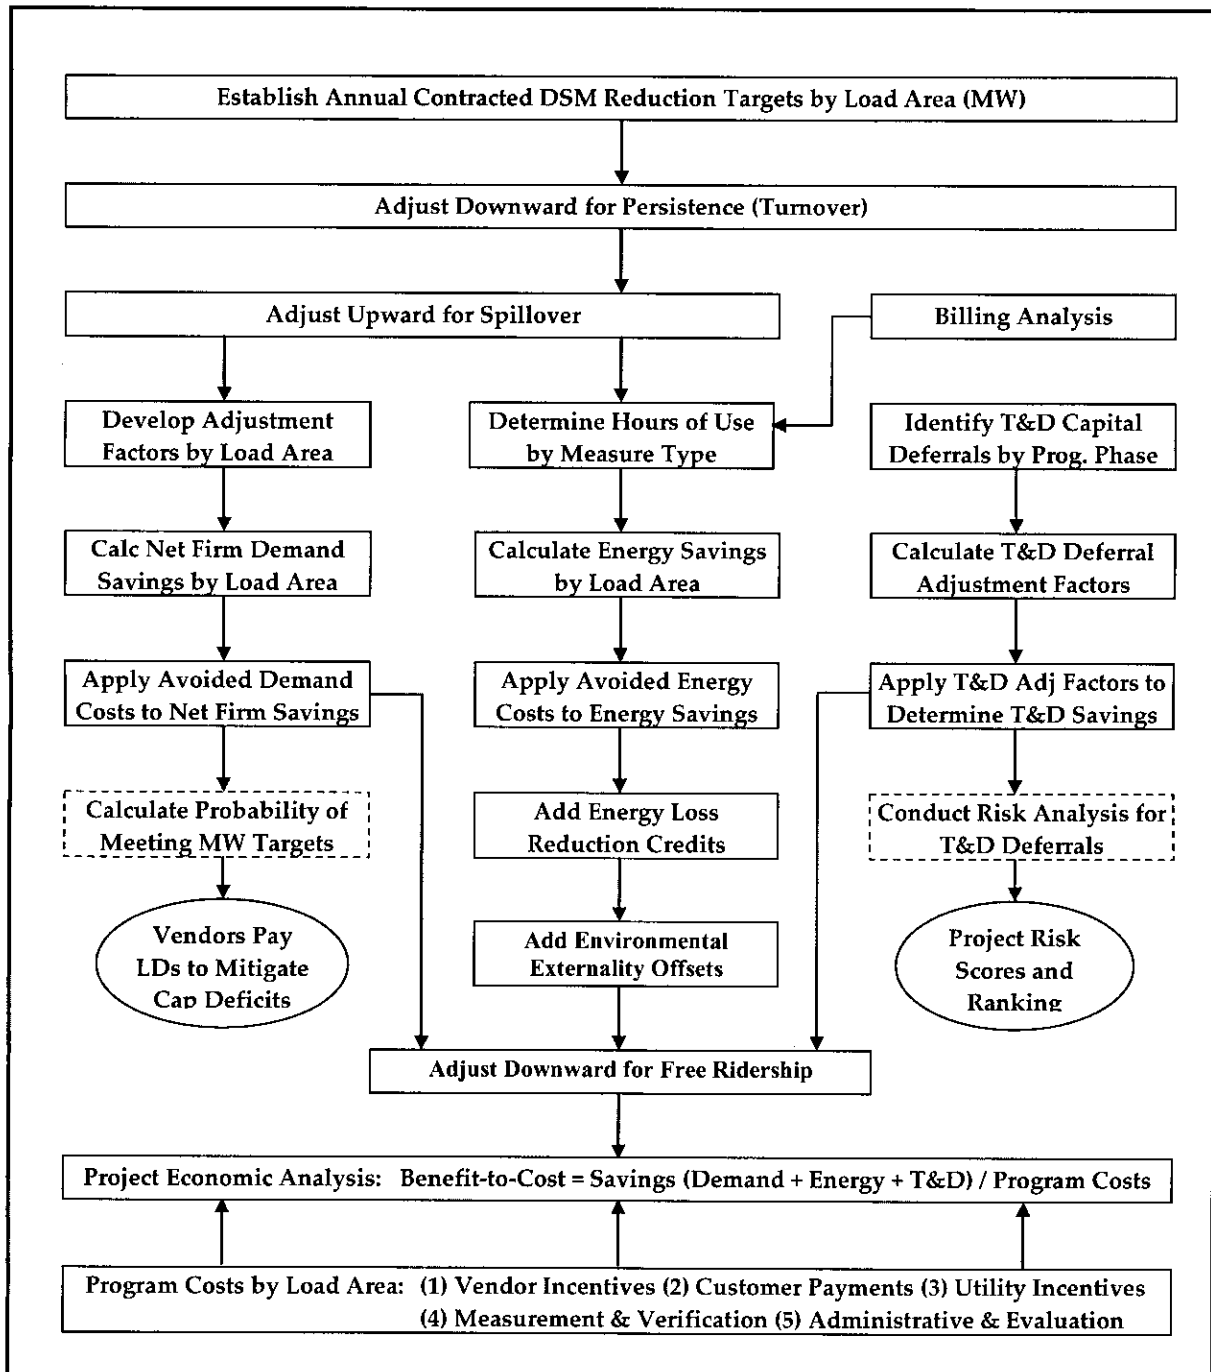 Establish Annual Contracted DSM Reduction Targets by Load Area (MW)
Adjust Downward for Persistence (Turnover)
Adjust Upward for Spillover
Billing Analysis
Develop Adjustment
Factors by Load Area
Determine Hours of Use
by Measure Type
Identify T&D Capital
Deferrals by Prog. Phase
Calc Net Firm Demand
Savings by Load Area
Calculate Energy Savings
by Load Area
Calculate T&D Deferral
Adjustment Factors
Apply Avoided Demand
Costs to Net Firm Savings
Apply Avoided Energy
Costs to Energy Savings
Apply T&D Adj Factors to
Determine T&D Savings
Calculate Probability of
Meeting MW Targets
Add Energy Loss
Reduction Credits
Conduct Risk Analysis for
T&D Deferrals
Vendors Pay
LDs to Mitigate
Cap Deficits
Add Environmental
Externality Offsets
Project Risk
Scores and
Ranking
Adjust Downward for Free Ridership
Project Economic Analysis: Benefit-to-Cost = Savings (Demand + Energy + T&D) / Program Costs
Program Costs by Load Area: (1) Vendor Incentives (2) Customer Payments (3) Utility Incentives
(4) Measurement & Verification (5) Administrative & Evaluation